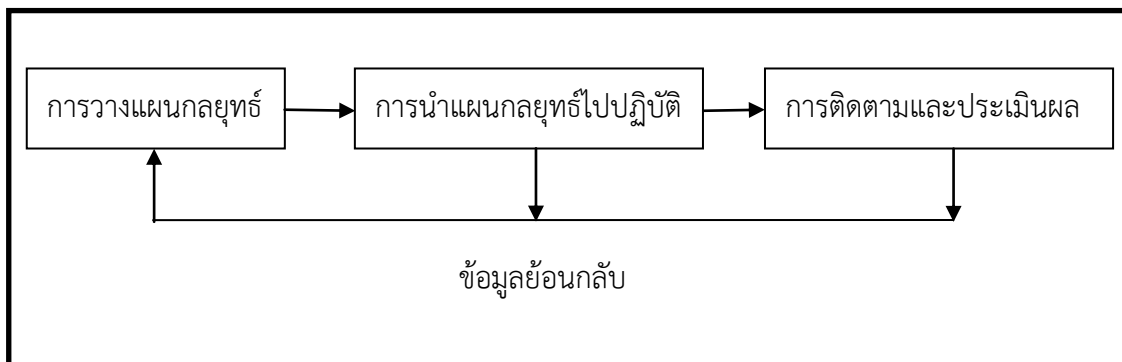 การวางแผนกลยุทธ์
การนำแผนกลยุทธ์ไปปฏิบัติ
การติดตามและประเมินผล
ข้อมูลย้อนกลับ